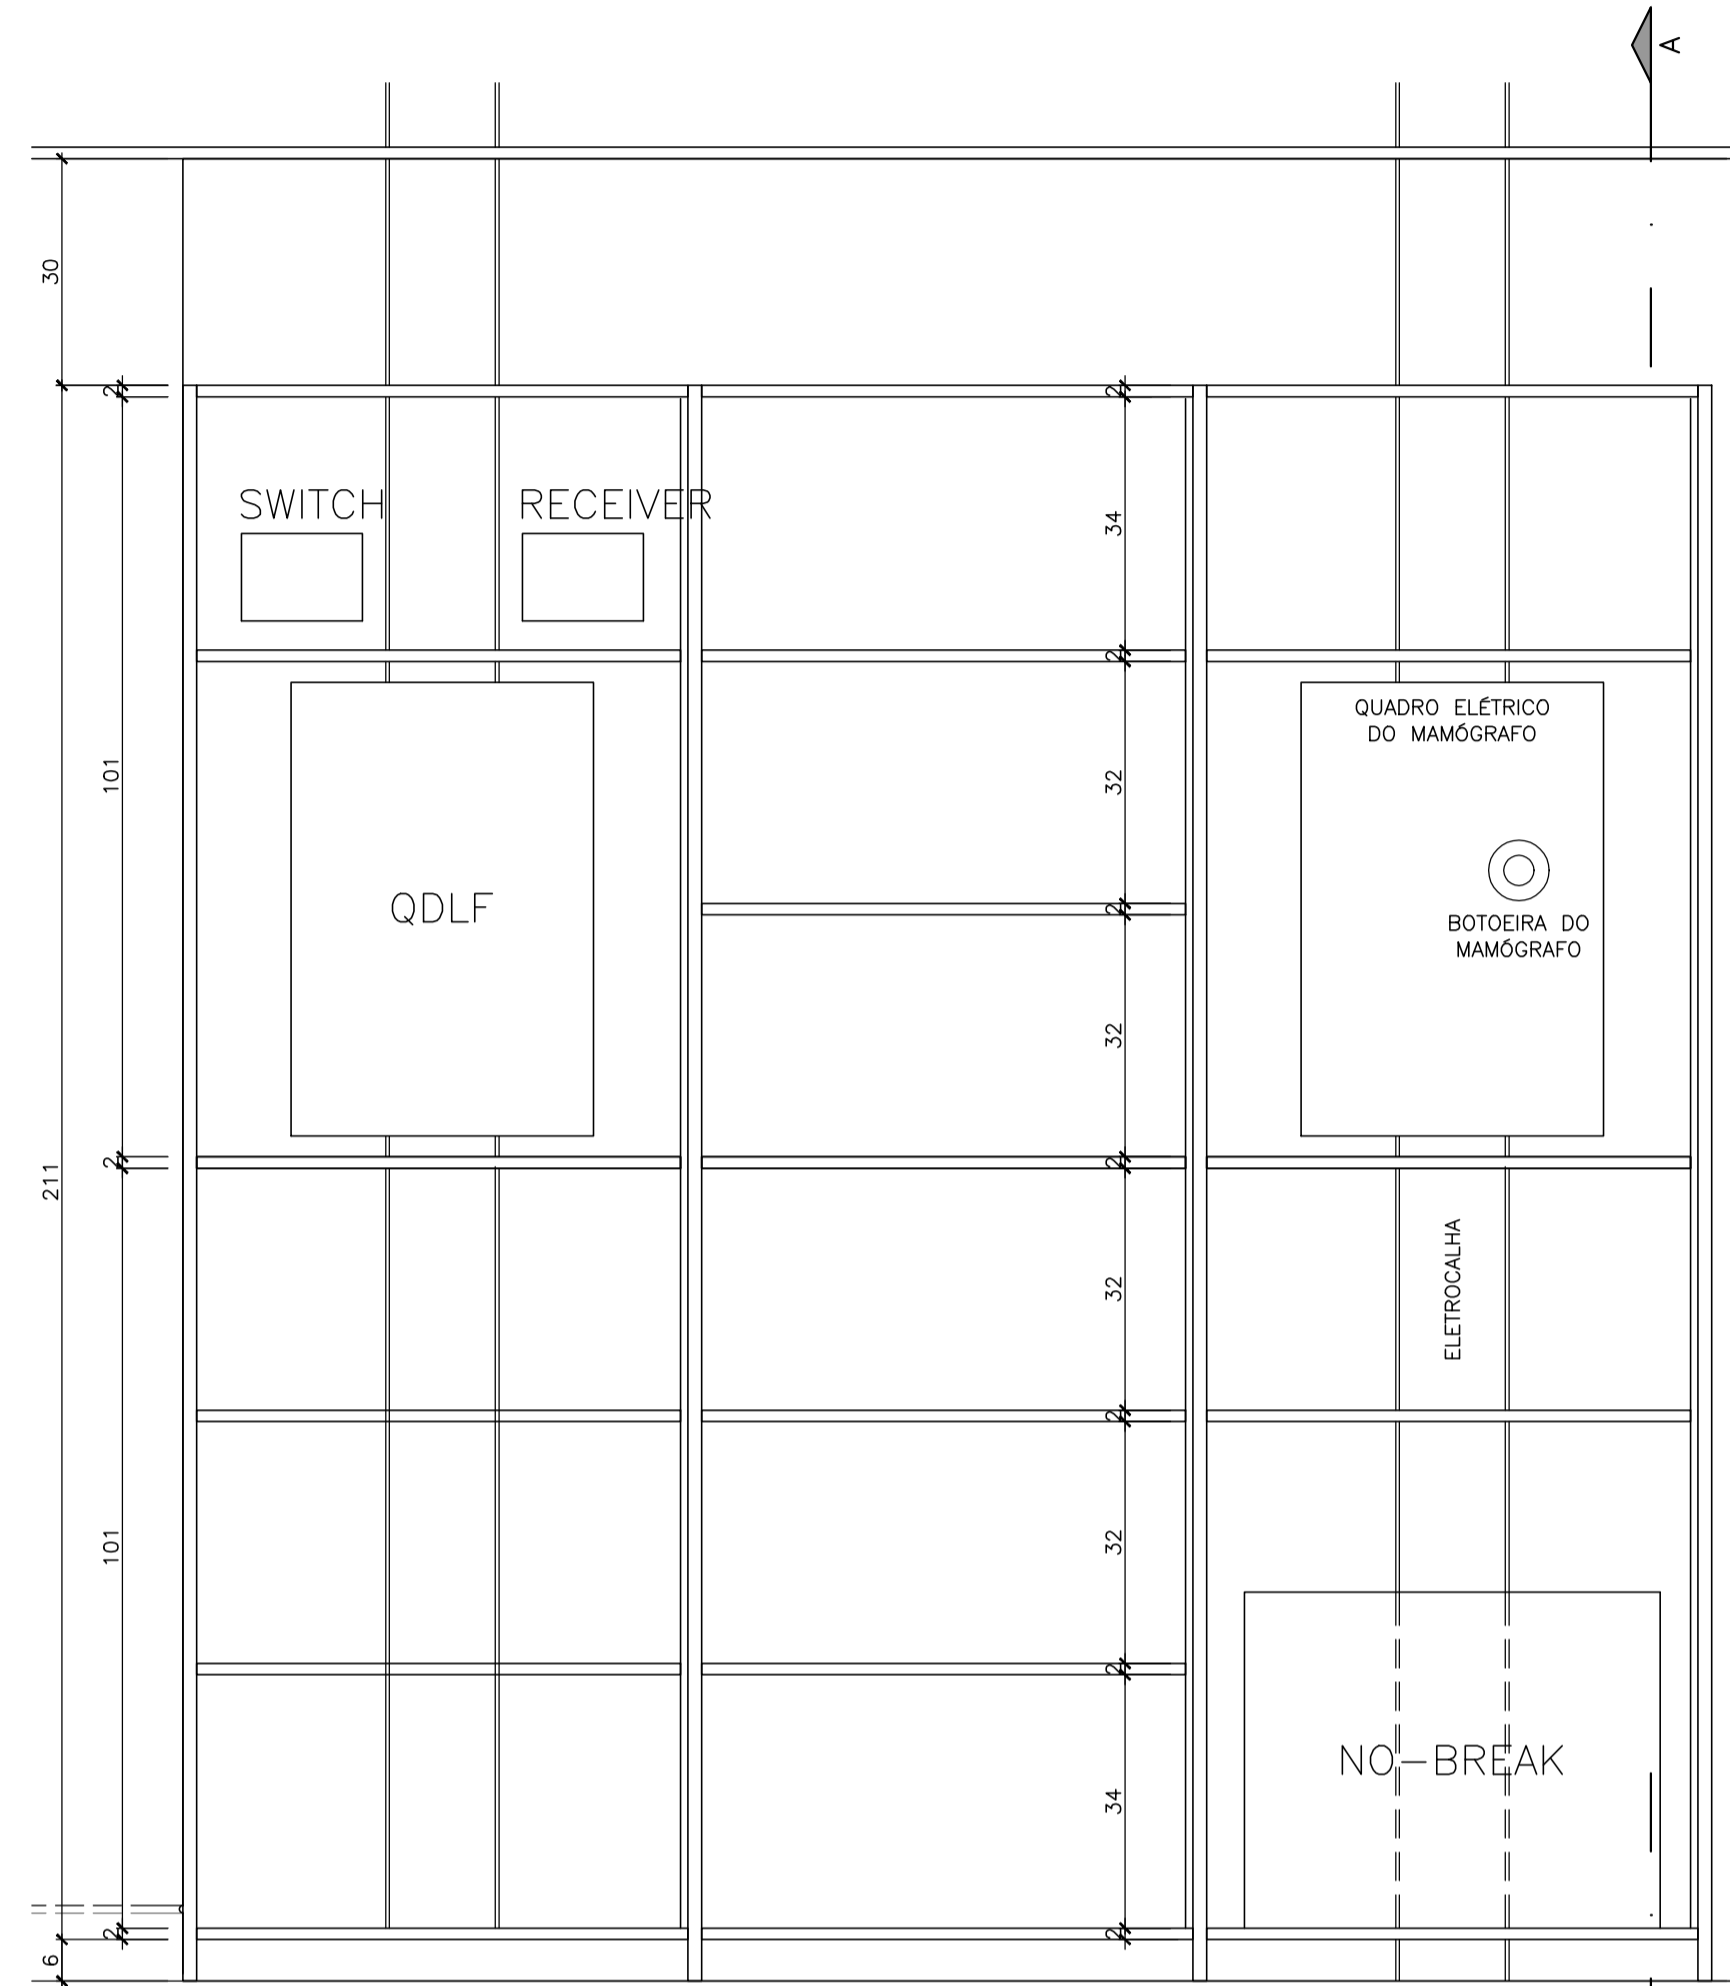 A
30
2
2
SWITCH
RECEIVER
34
2
QUADRO ELÉTRICO
DO MAMÓGRAFO
101
32
QDLF
2
BOTOEIRA DO
MAMÓGRAFO
32
2
2
211
ELETROCALHA
32
2
101
32
2
NO-BREAK
34
2
2
6